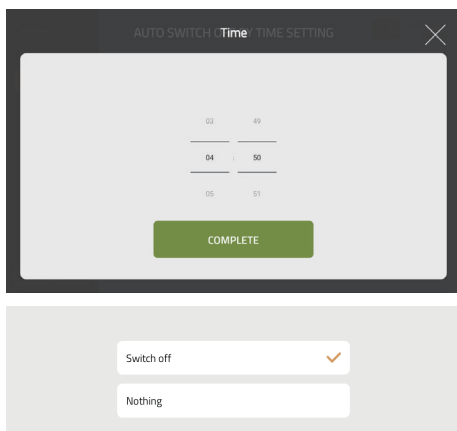 AUTO SWITCH O Time Y TIME SETTING
03 49
04 : 50
05 51
COMPLETE
Switch off
Nothing